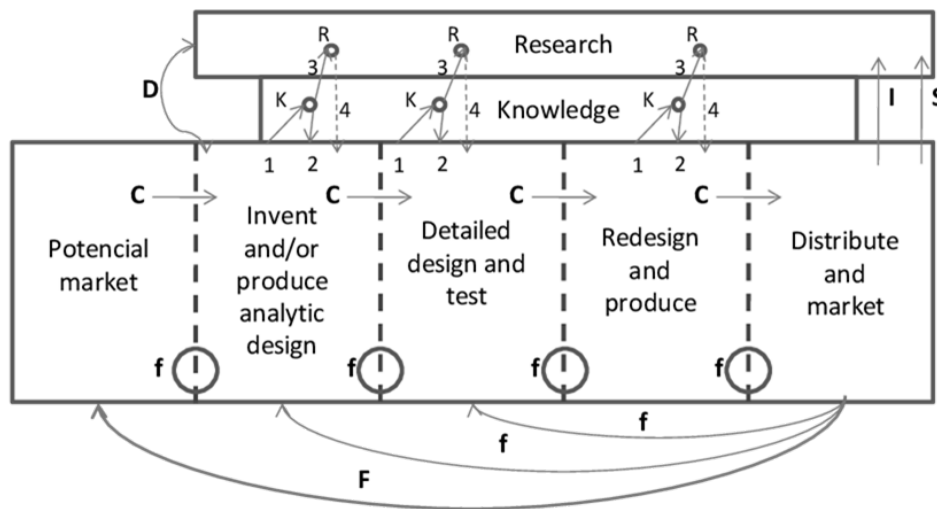 R
R
R
Research
3
3
3
D
K
K
K
4
4
4
Knowledge
I
S
1
2
1
2
1
2
C
C
C
C
Potencial
market
Invent
and/or
produce
analytic
design
Detailed
design and
test
Redesign
and
produce
Distribute
and
market
f
f
f
f
f
f
F